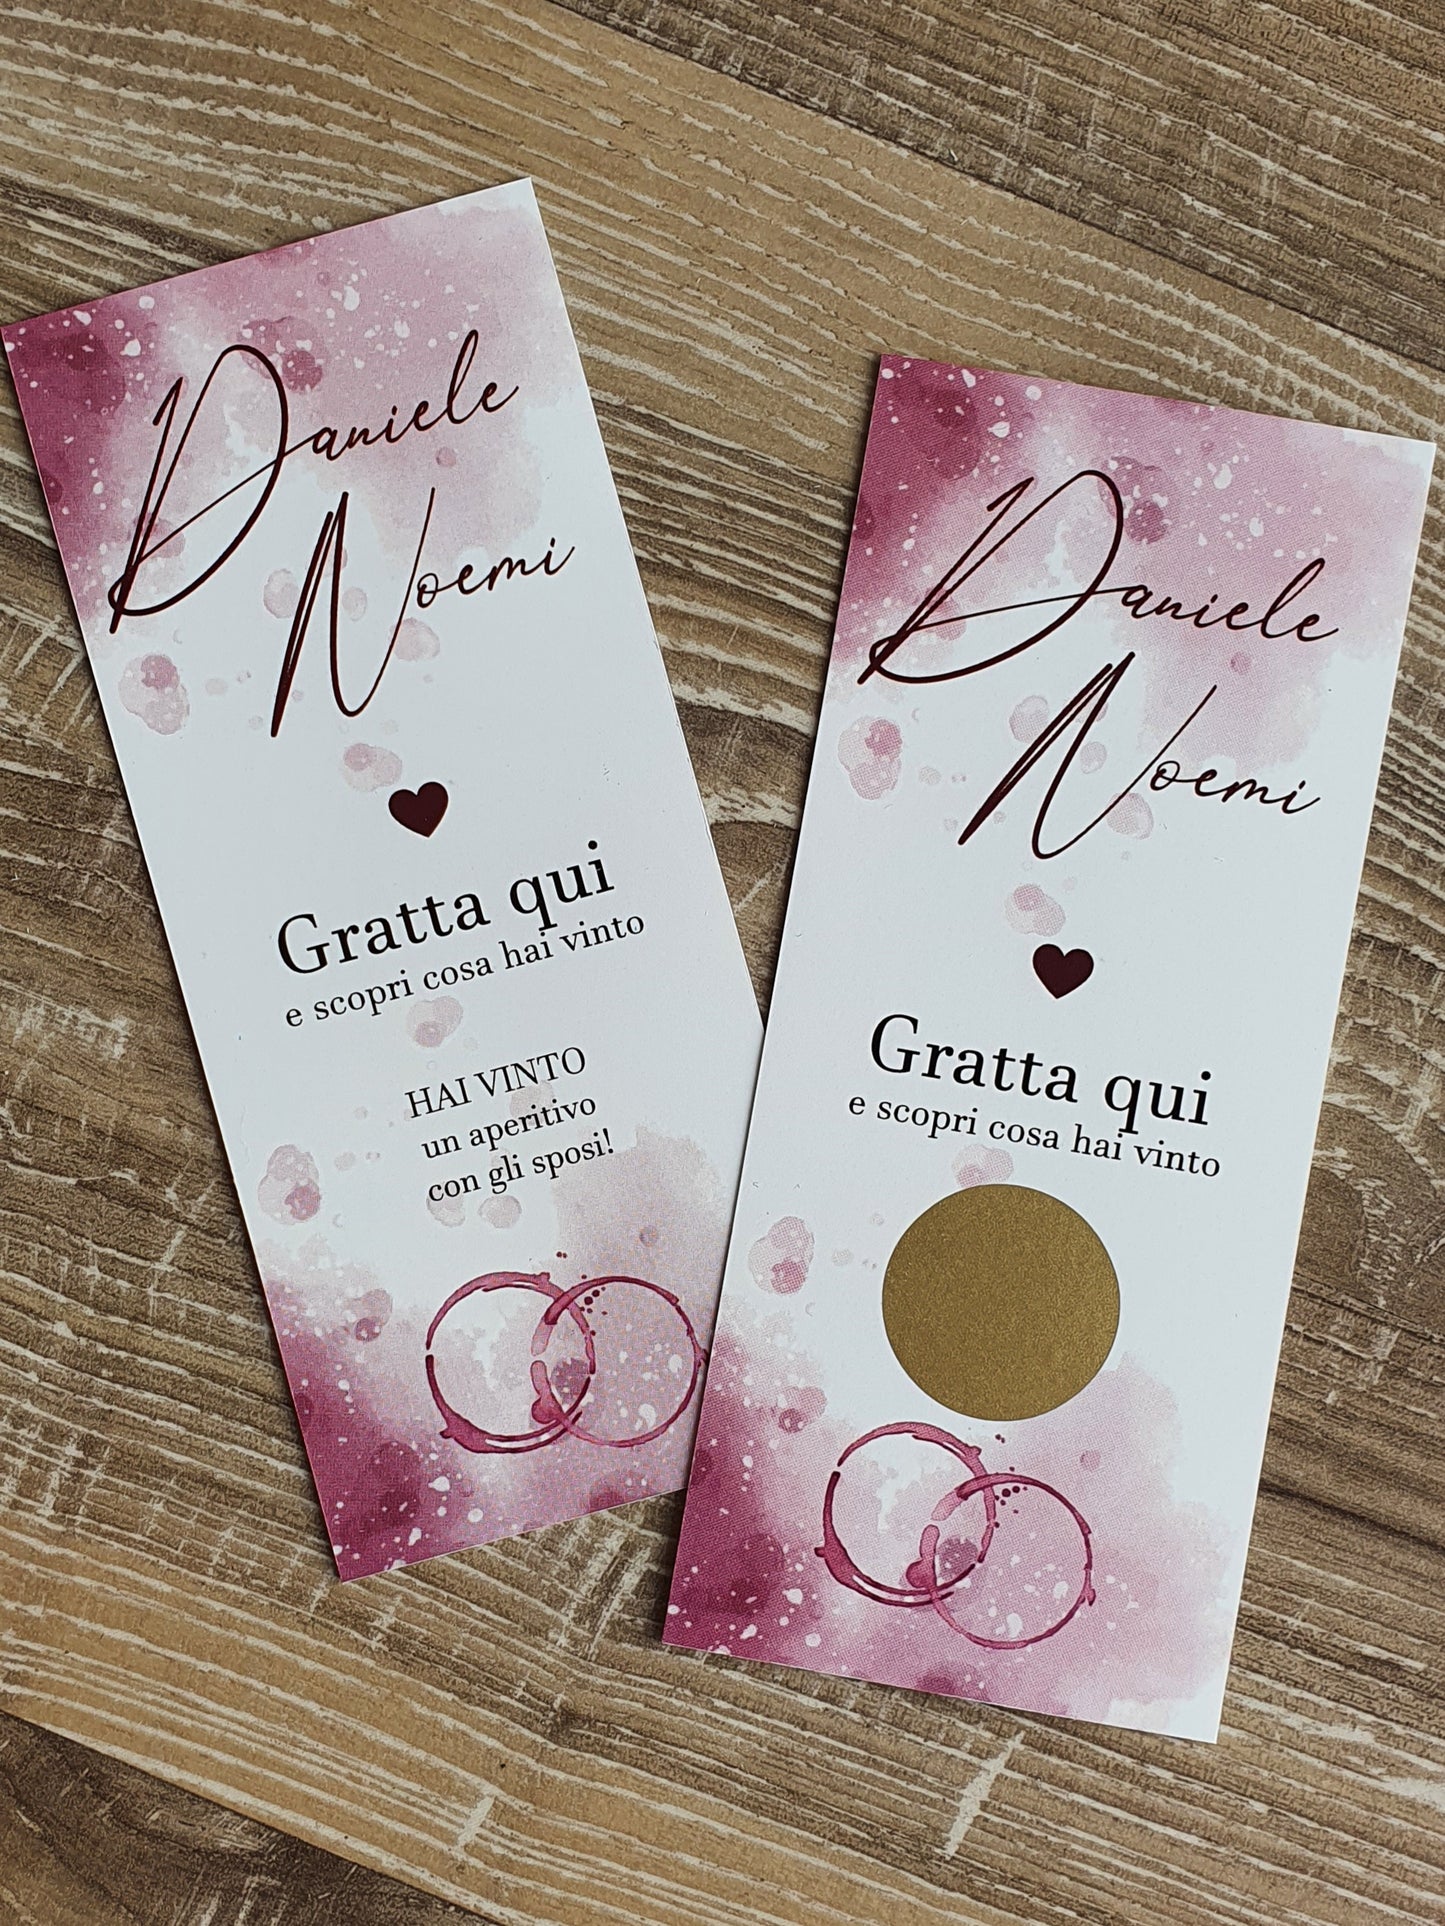 Daniele
Noemi
Gratta qui
e scopri cosa hai vinto
HAI VINTO
un aperitivo
con gli sposi!
Daniele
Noemi
Gratta qui
e scopri cosa hai vinto